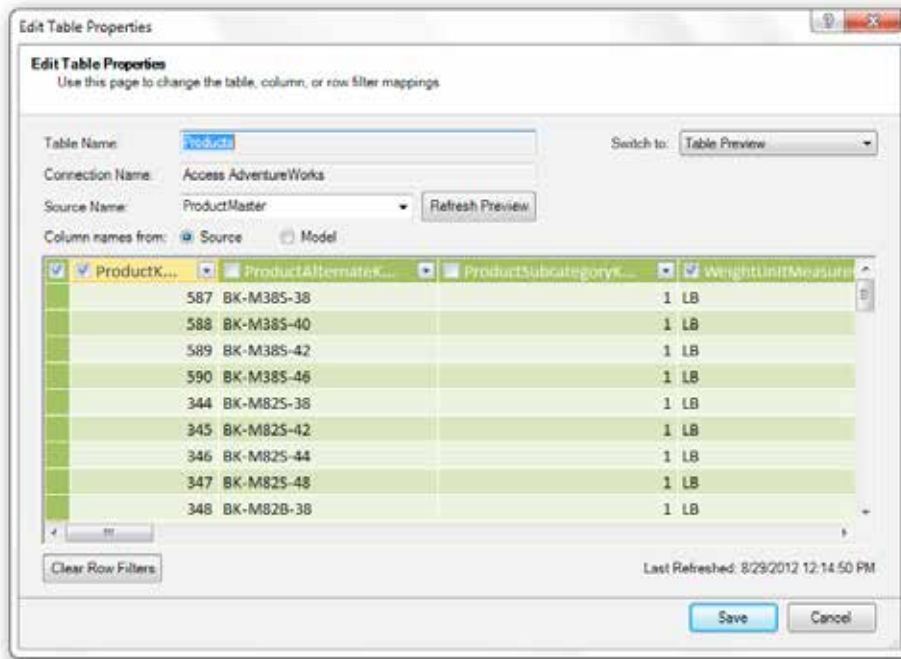 Edit Table Properties
Edit Table Properties
Use this page to change the table, column, or row filter mappings
Table Name: Products Switch to: Table Preview
Connection Name: Access AdventureWorks
Source Name: ProductMaster Refresh Preview
Column names from: Source Model
ProductK... ProductAlternateK... ProductSubcategoryK... WeightUnitMeasure
587 BK-M38S-38 1 LB
588 BK-M38S-40 1 LB
589 BK-M38S-42 1 LB
590 BK-M38S-46 1 LB
344 BK-M82S-38 1 LB
345 BK-M82S-42 1 LB
346 BK-M82S-44 1 LB
347 BK-M82S-48 1 LB
348 BK-M82B-38 1 LB
Clear Row Filters Last Refreshed: 8/29/2012 12:14:50 PM
Save Cancel